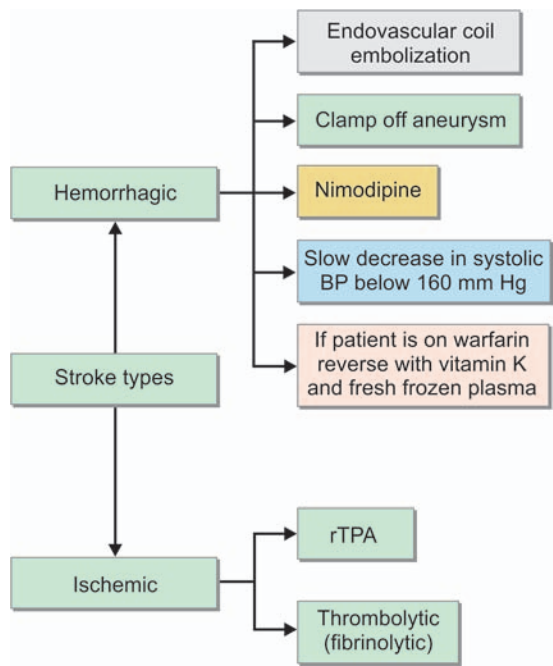 Endovascular coil
embolization
Clamp off aneurysm
Hemorrhagic
Nimodipine
Slow decrease in systolic
BP below 160 mm Hg
If patient is on warfarin
reverse with vitamin K
and fresh frozen plasma
Stroke types
rTPA
Ischemic
Thrombolytic
(fibrinolytic)